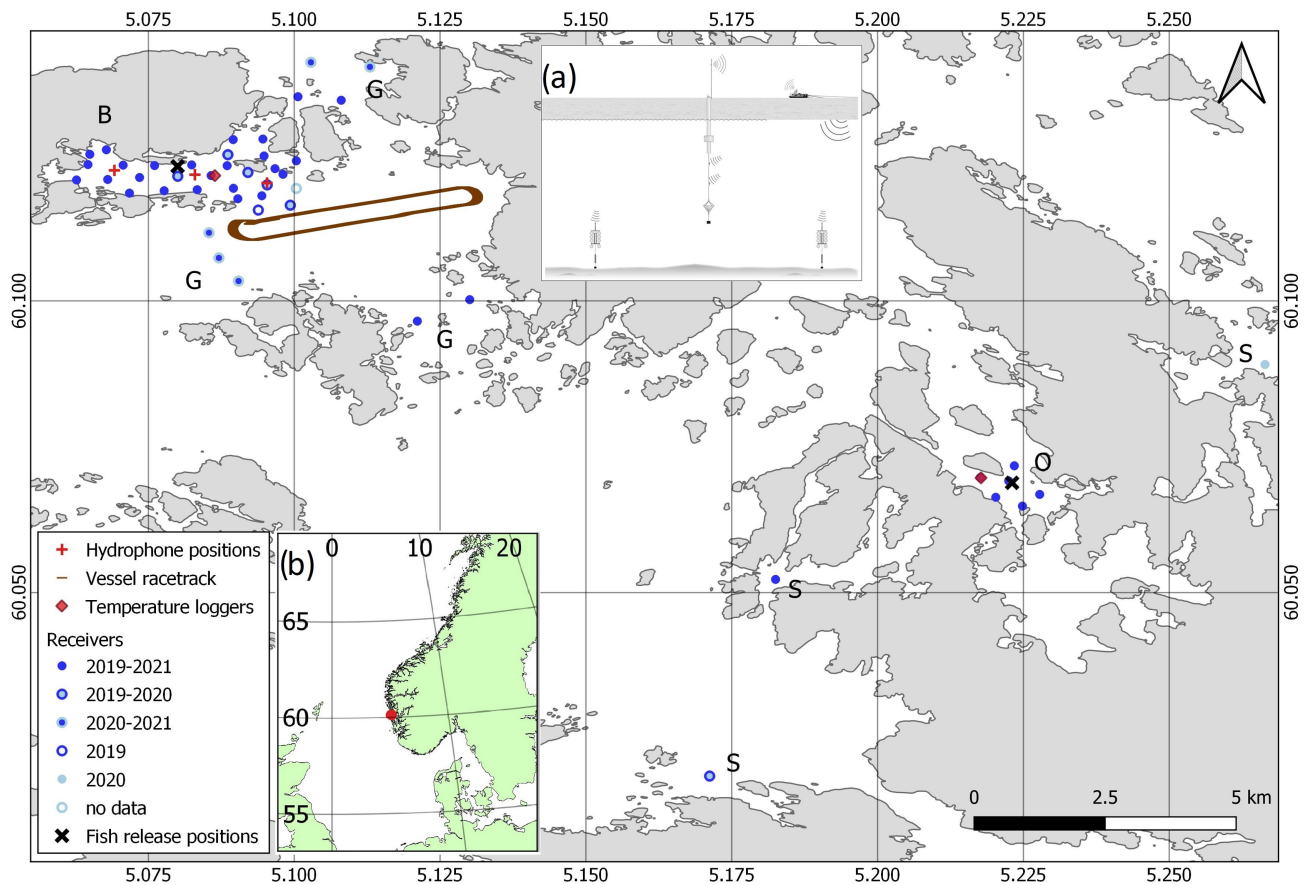 5.075 5.100 5.125 5.150 5.175 5.200 5.225 5.250
(a)
G
B
G
60.100 60.100
G
S
O
60.050 60.050
S
S
Hydrophone positions
Vessel racetrack
Temperature loggers
Receivers
2019-2021
2019-2020
2020-2021
2019
2020
no data
Fish release positions
(b)
0 10 20
65
60
55
0 2.5 5 km
5.075 5.100 5.125 5.150 5.175 5.200 5.225 5.250